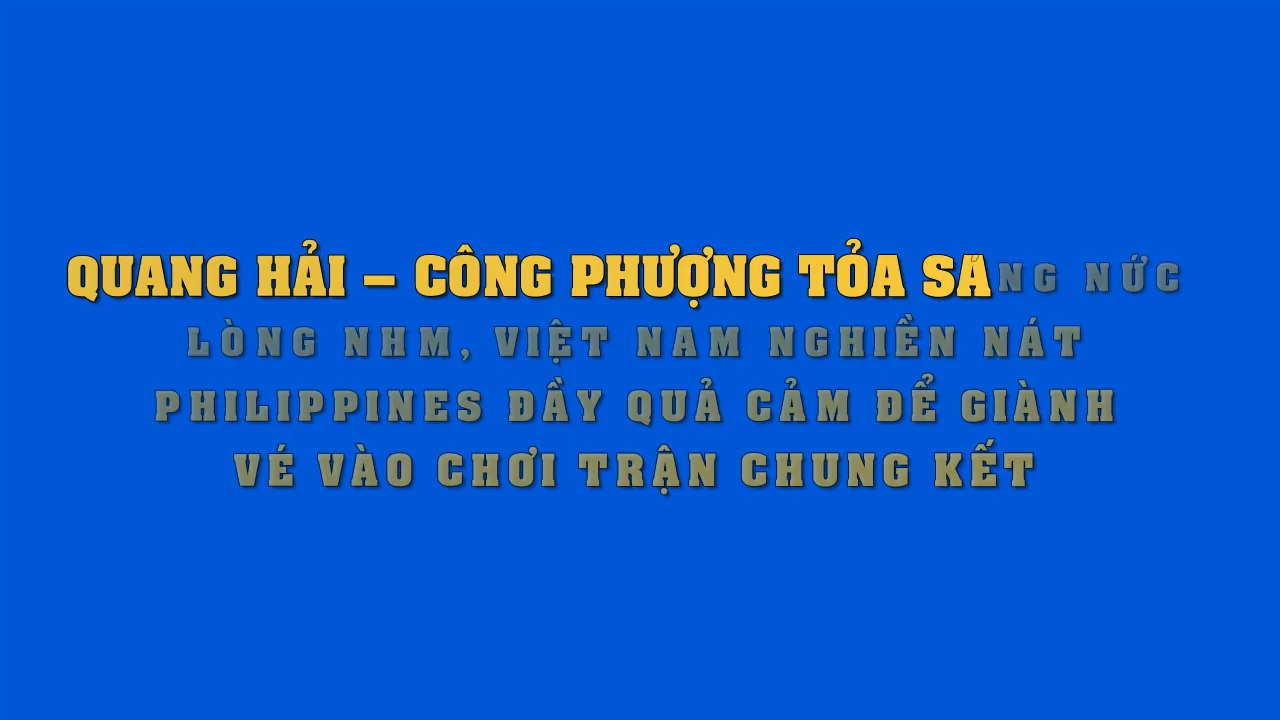 QUANG HẢI – CÔNG PHƯỢNG TỎA SÁNG NỨC
LÒNG NHM, VIỆT NAM NGHIỀN NÁT
PHILIPPINES ĐẦY QUẢ CẢM ĐỂ GIÀNH
VÉ VÀO CHƠI TRẬN CHUNG KẾT